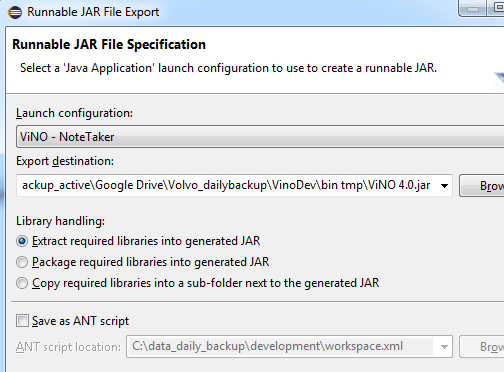 Runnable JAR File Export
Runnable JAR File Specification
Select a 'Java Application' launch configuration to use to create a runnable JAR.
Launch configuration:
ViNO - NoteTaker
Export destination:
ackup_active\Google Drive\Volvo_dailybackup\VinoDev\bin tmp\ViNO 4.0.jar
Brow
Library handling:
Extract required libraries into generated JAR
Package required libraries into generated JAR
Copy required libraries into a sub-folder next to the generated JAR
Save as ANT script
ANT script location: C:\data_daily_backup\development\workspace.xml
Brow